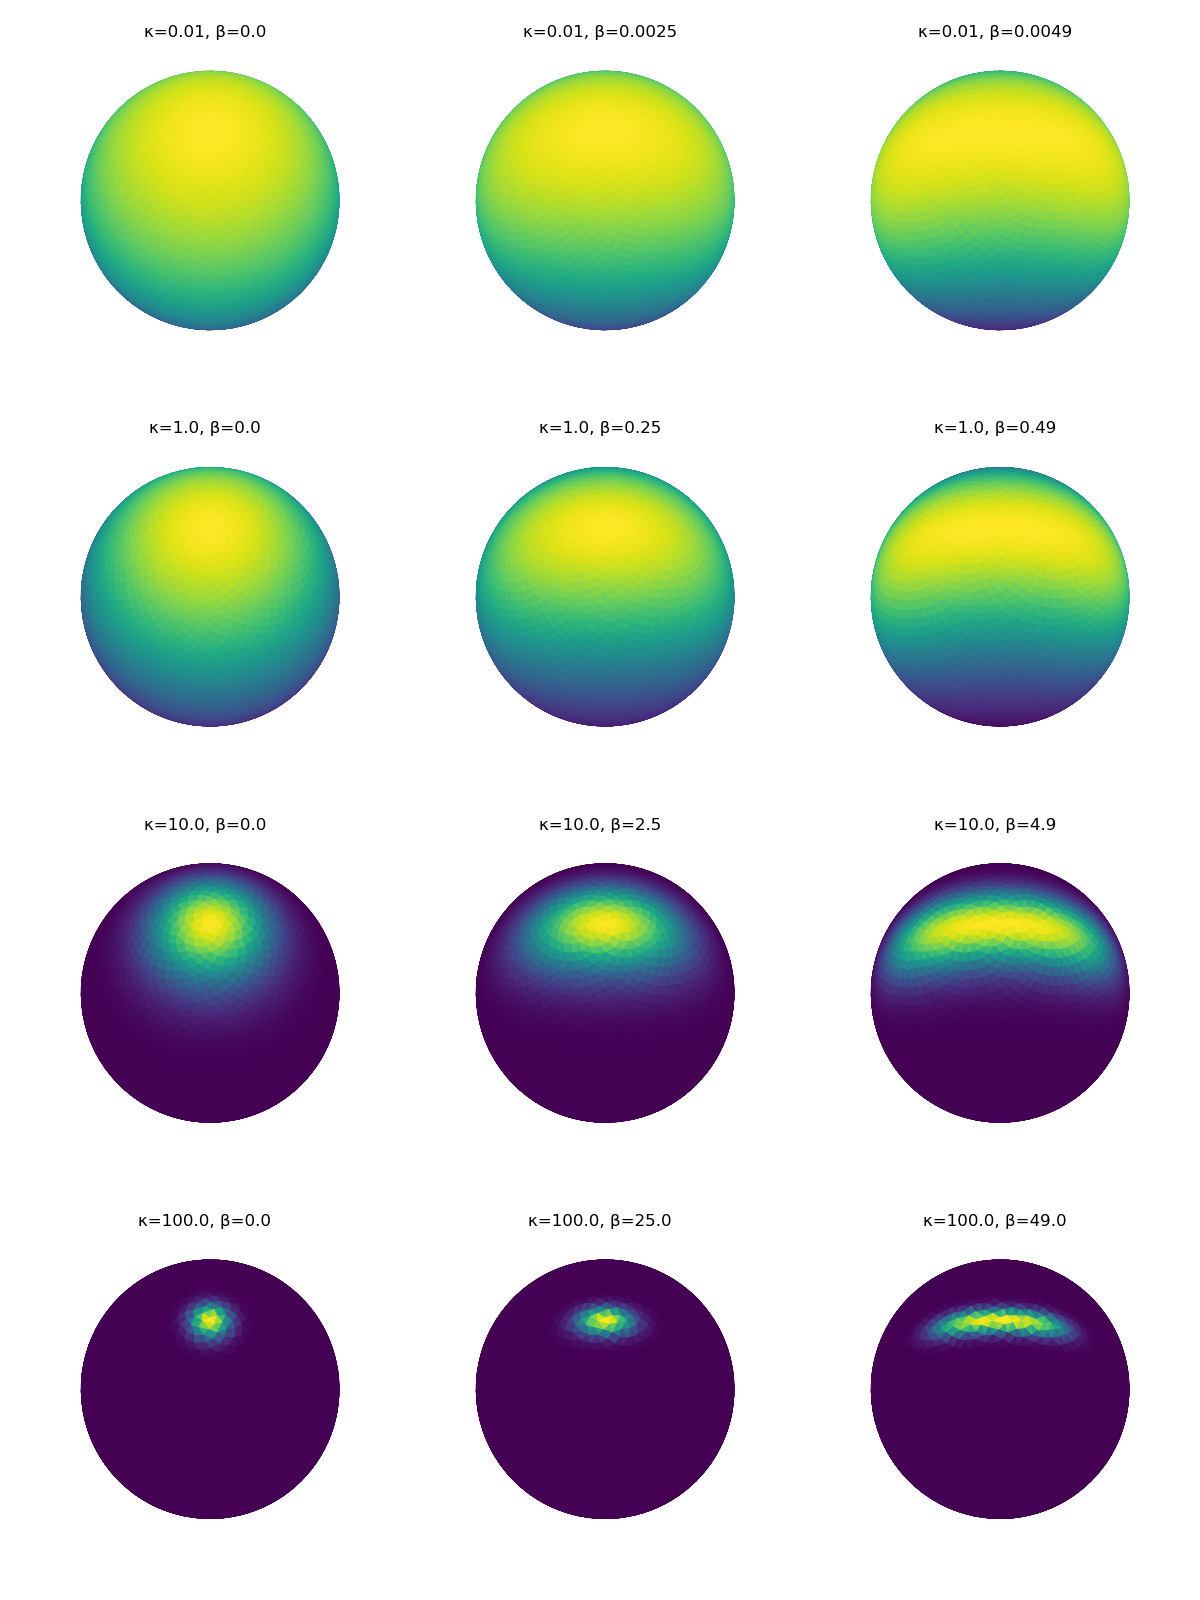 κ=0.01, β=0.0
κ=0.01, β=0.0025
κ=0.01, β=0.0049
κ=1.0, β=0.0
κ=1.0, β=0.25
κ=1.0, β=0.49
κ=10.0, β=0.0
κ=10.0, β=2.5
κ=10.0, β=4.9
κ=100.0, β=0.0
κ=100.0, β=25.0
κ=100.0, β=49.0